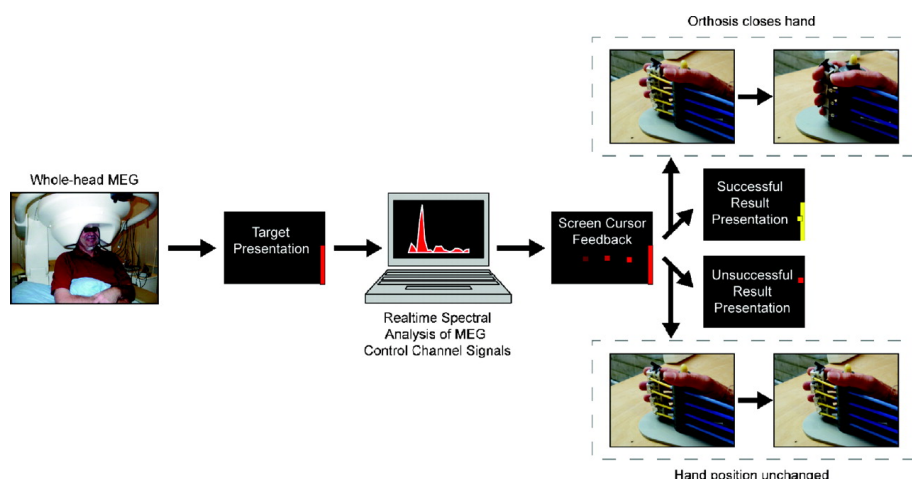 Orthosis closes hand
Whole-head MEG
Target
Presentation
Realtime Spectral
Analysis of MEG
Control Channel Signals
Screen Cursor
Feedback
Successful
Result
Presentation
Unsuccessful
Result
Presentation
Hand position unchanged